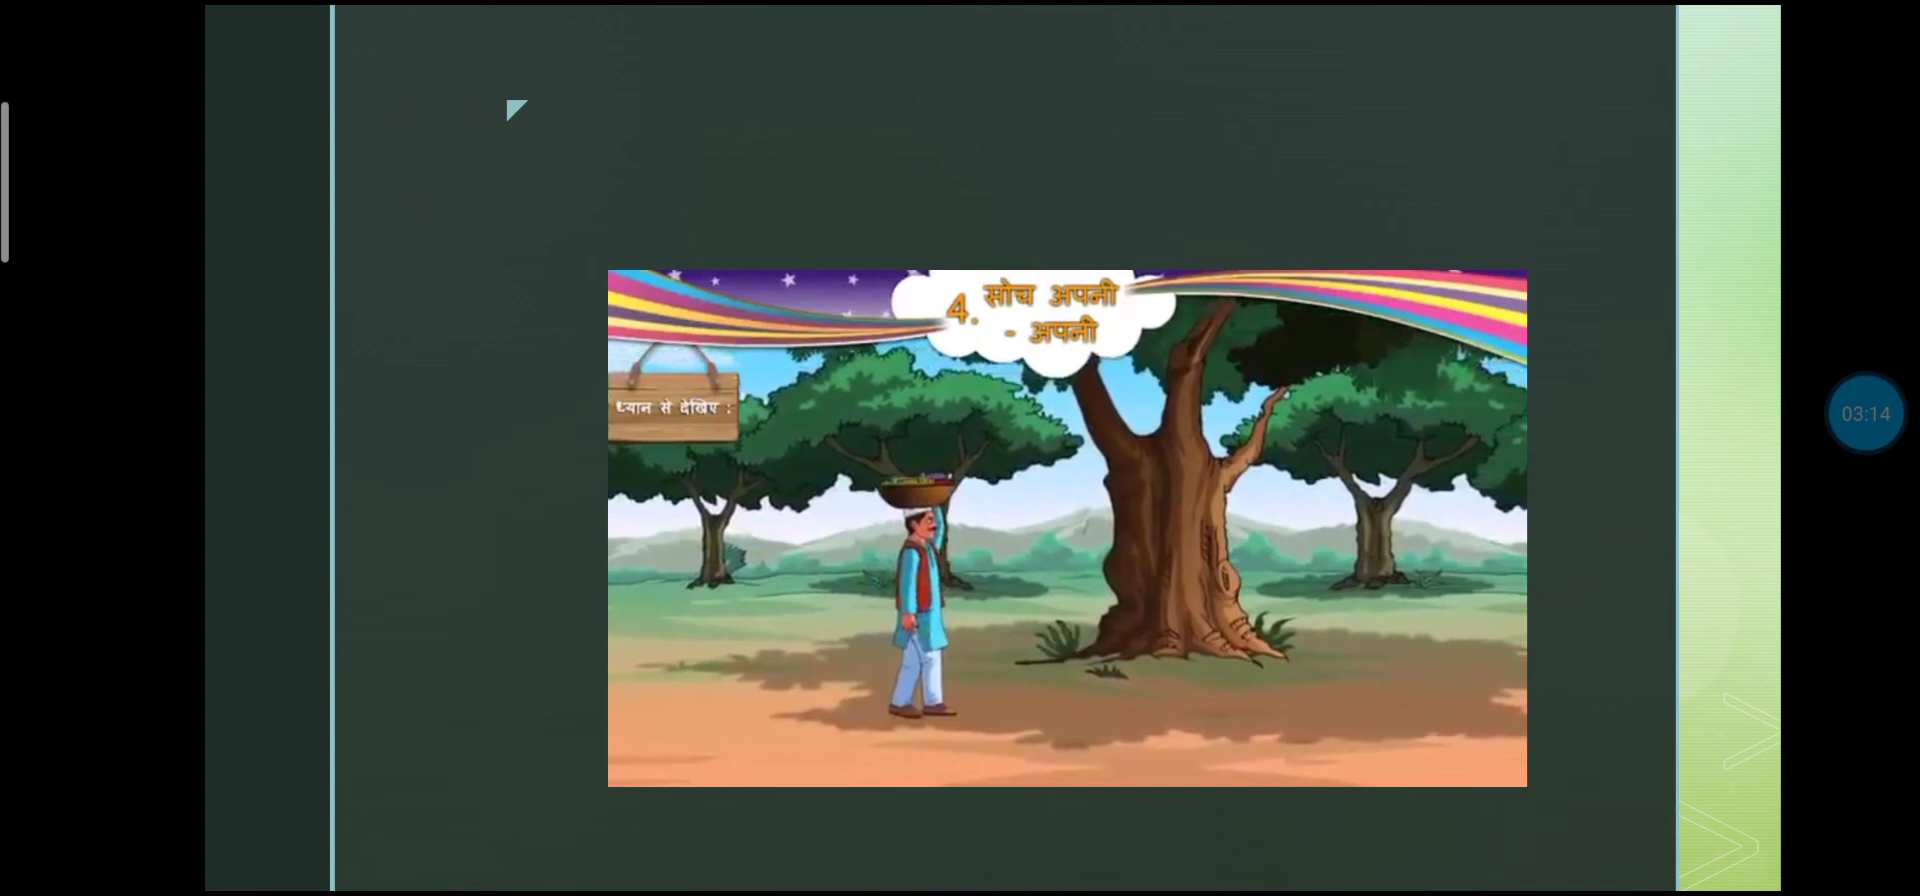 4. सोच अपनी
- अपनी
ध्यान से देखिए :
03:14